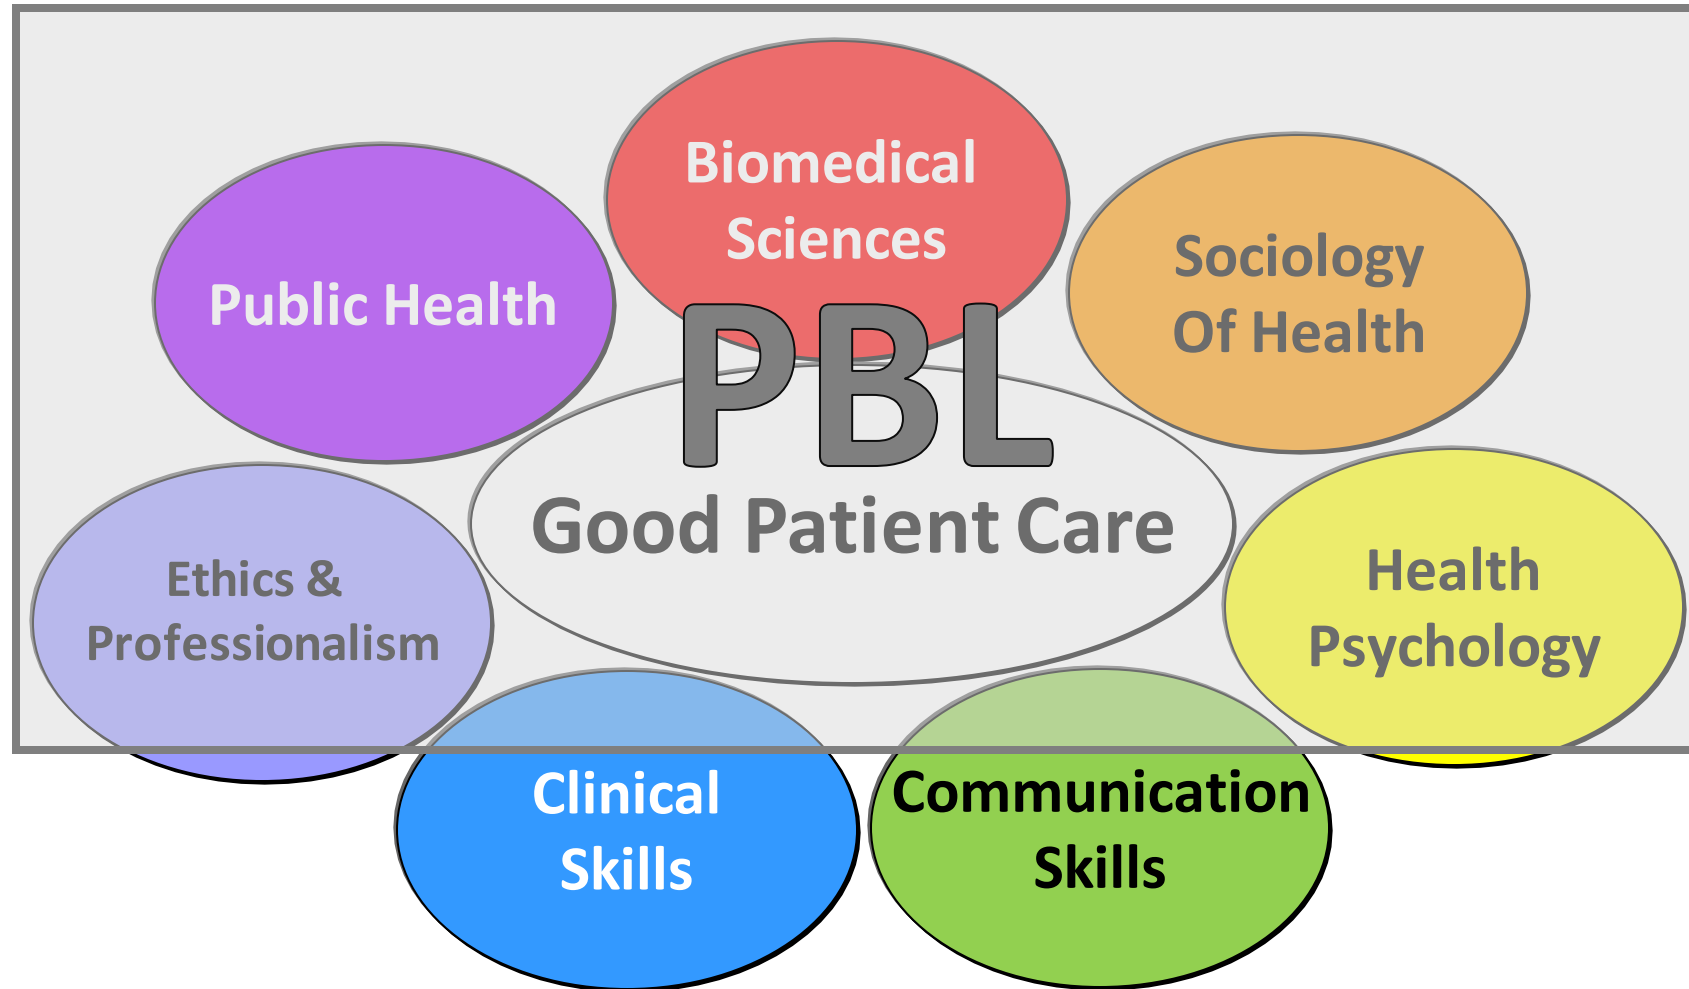 Biomedical
Sciences
Public Health
Sociology
Of Health
PBL
Good Patient Care
Ethics &
Professionalism
Health
Psychology
Clinical
Skills
Communication
Skills